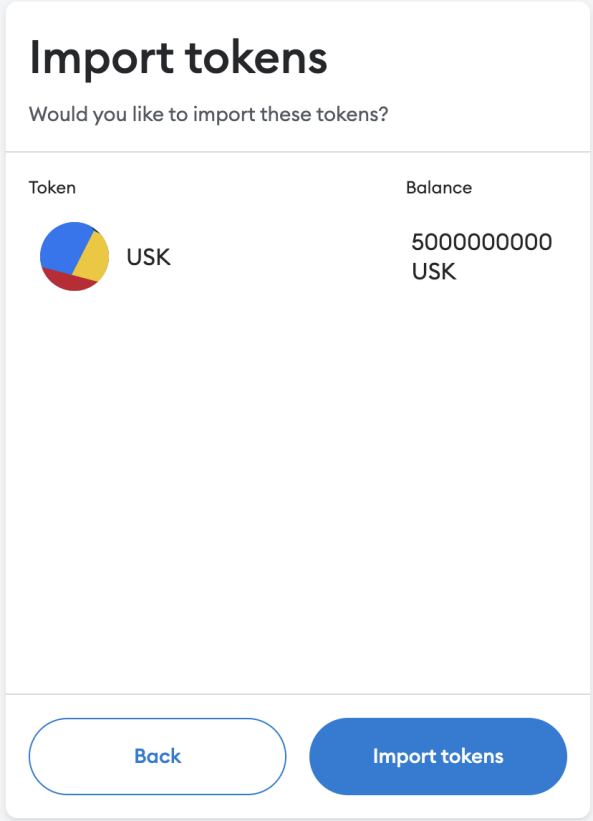 Import tokens
Would you like to import these tokens?
Token Balance
USK 5000000000
USK
Back Import tokens